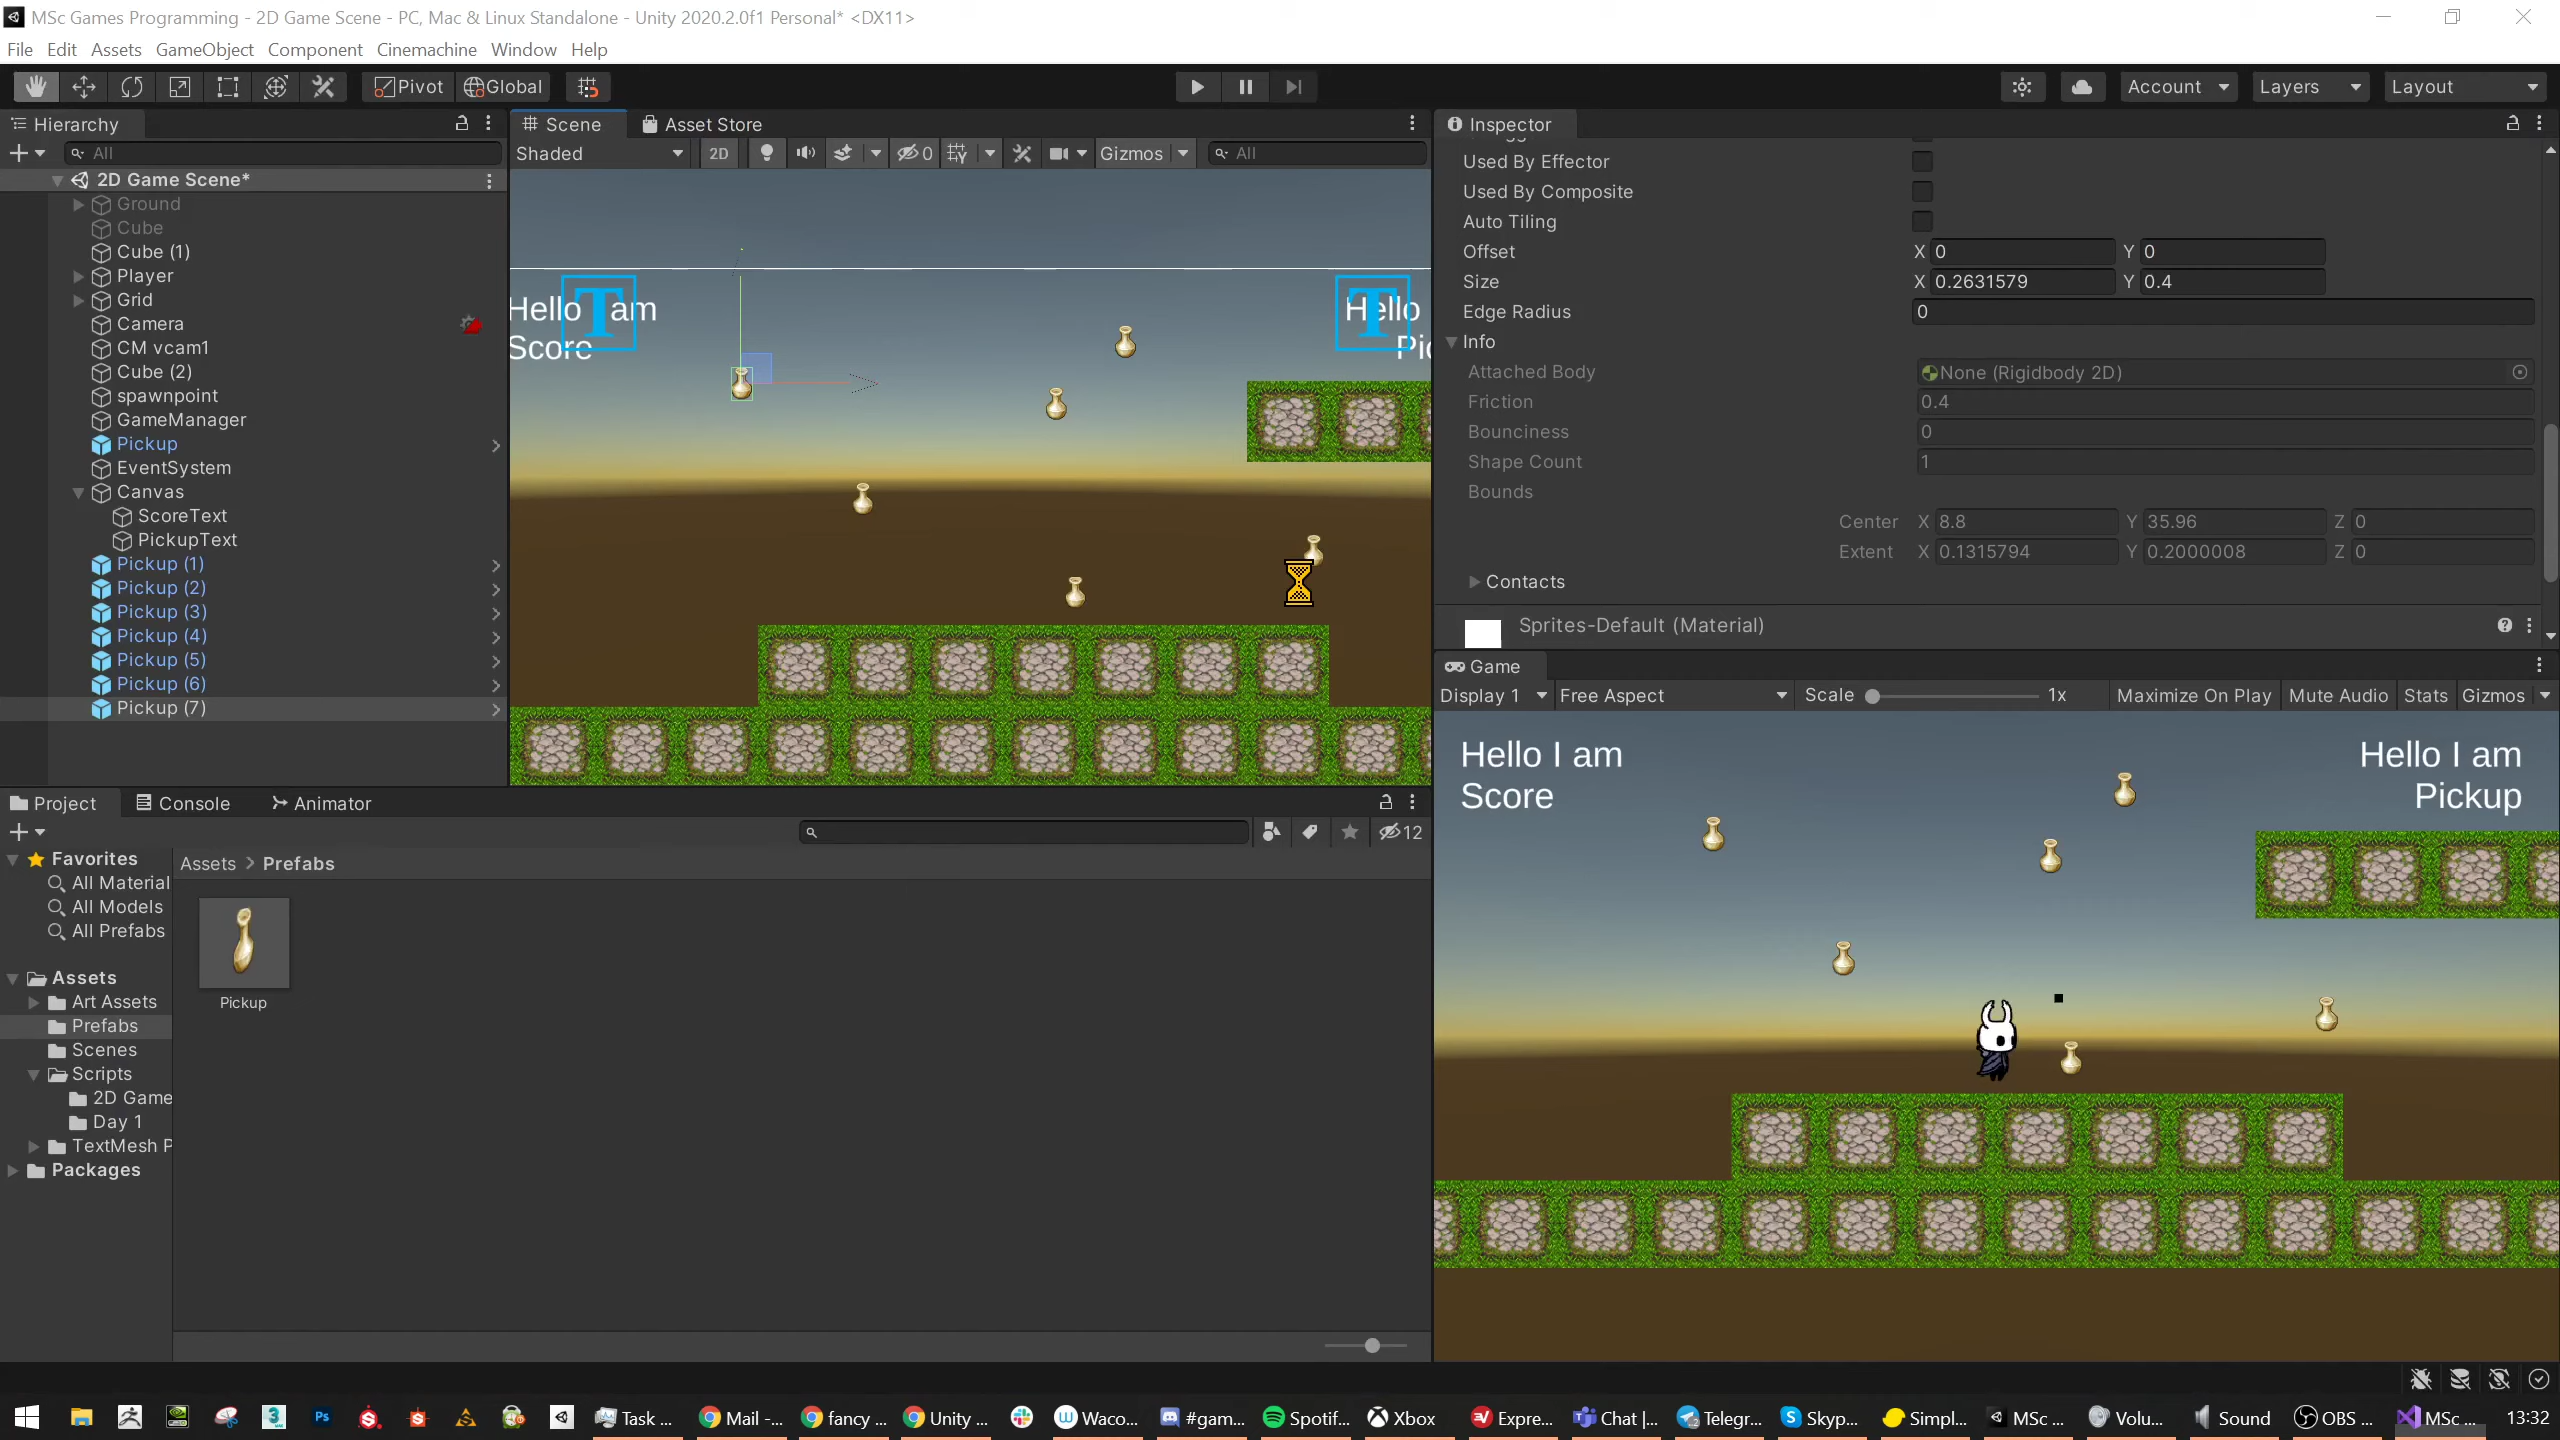 MSc Games Programming - 2D Game Scene - PC, Mac & Linux Standalone - Unity 2020.2.0f1 Personal* <DX11>
File Edit Assets GameObject Component Cinemachine Window Help
Pivot Global Account Layers Layout
Hierarchy
All
2D Game Scene*
Ground
Cube
Cube (1)
Player
Grid
Camera
CM vcam1
Cube (2)
spawnpoint
GameManager
Pickup
EventSystem
Canvas
ScoreText
PickupText
Pickup (1)
Pickup (2)
Pickup (3)
Pickup (4)
Pickup (5)
Pickup (6)
Pickup (7)
Scene Asset Store
Shaded 2D 0 Gizmos All
Hello I am
Score
Hello
Inspector
Used By Effector
Used By Composite
Auto Tiling
Offset X 0 Y 0
Size X 0.2631579 Y 0.4
Edge Radius 0
Info
Attached Body None (Rigidbody 2D)
Friction 0.4
Bounciness 0
Shape Count 1
Bounds
Center X 8.8 Y 35.96 Z 0
Extent X 0.1315794 Y 0.2000008 Z 0
Contacts
Sprites-Default (Material)
Game
Display 1 Free Aspect Scale 1x Maximize On Play Mute Audio Stats Gizmos
Hello I am
Score
Hello I am
Pickup
Project Console Animator
12
Favorites
All Material
All Models
All Prefabs
Assets
Art Assets
Prefabs
Scenes
Scripts
2D Game
Day 1
TextMesh P
Packages
Assets > Prefabs
Pickup
Task ... Mail -... fancy ... Unity ... Waco... #gam... Spotif... Xbox Expre... Chat |... Telegr... Skyp... Simpl... MSc ... Volu... Sound OBS ... MSc ... 13:32